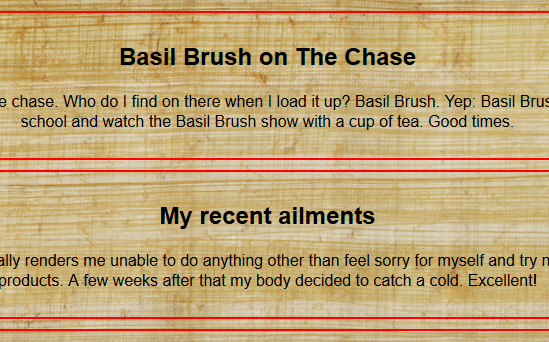 Basil Brush on The Chase
e chase. Who do I find on there when I load it up? Basil Brush. Yep: Basil Brus
school and watch the Basil Brush show with a cup of tea. Good times.
My recent ailments
ally renders me unable to do anything other than feel sorry for myself and try
products. A few weeks after that my body decided to catch a cold. Excellent!